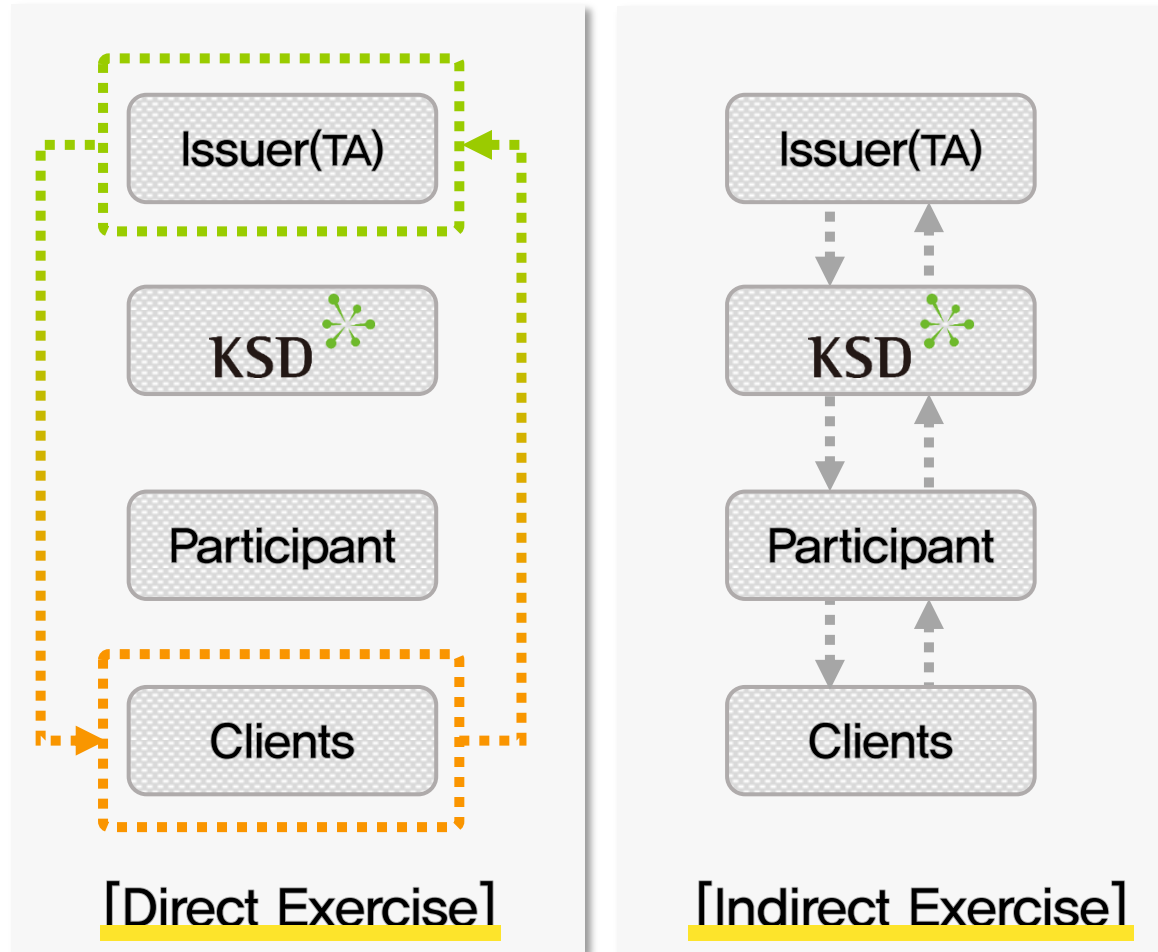 Issuer(TA)
KSD
Participant
Clients
[Direct Exercise]
Issuer(TA)
KSD
Participant
Clients
[Indirect Exercise]